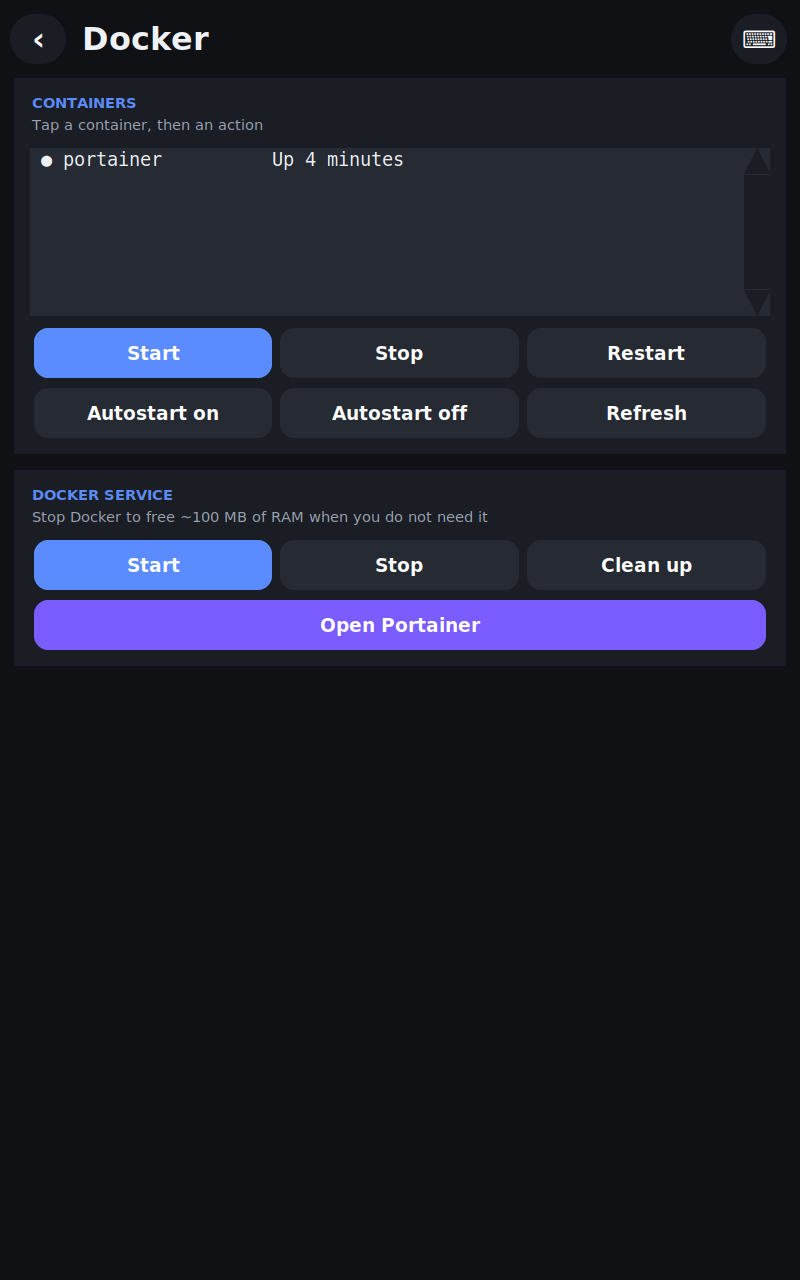 ‹ Docker ⌨
CONTAINERS
Tap a container, then an action
● portainer Up 4 minutes
Start Stop Restart
Autostart on Autostart off Refresh
DOCKER SERVICE
Stop Docker to free ~100 MB of RAM when you do not need it
Start Stop Clean up
Open Portainer